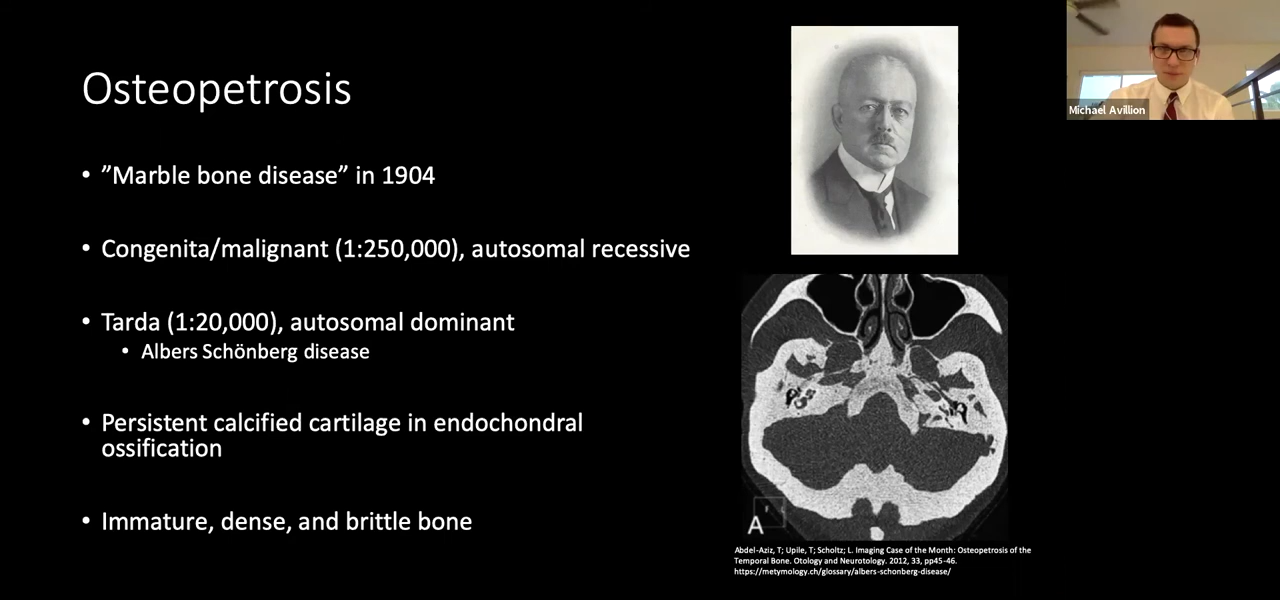 Osteopetrosis
• ”Marble bone disease” in 1904
• Congenita/malignant (1:250,000), autosomal recessive
• Tarda (1:20,000), autosomal dominant
• Albers Schönberg disease
• Persistent calcified cartilage in endochondral
ossification
• Immature, dense, and brittle bone
Michael Avillion
A
Abdel-Aziz, T; Upile, T; Scholtz; L. Imaging Case of the Month: Osteopetrosis of the
Temporal Bone. Otology and Neurotology. 2012, 33, pp45-46.
https://metymology.ch/glossary/albers-schonberg-disease/